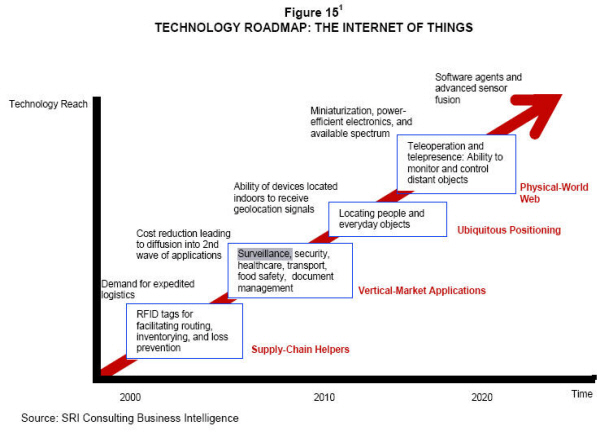 Figure 15¹
TECHNOLOGY ROADMAP: THE INTERNET OF THINGS
Technology Reach
Software agents and
advanced sensor
fusion
Miniaturization, power-
efficient electronics, and
available spectrum
Teleoperation and
telepresence: Ability to
monitor and control
distant objects
Physical-World
Web
Ability of devices located
indoors to receive
geolocation signals
Locating people and
everyday objects
Ubiquitous Positioning
Cost reduction leading
to diffusion into 2nd
wave of applications
Surveillance, security,
healthcare, transport,
food safety, document
management
Vertical-Market Applications
Demand for expedited
logistics
RFID tags for
facilitating routing,
inventorying, and loss
prevention
Supply-Chain Helpers
2000
2010
2020
Time
Source: SRI Consulting Business Intelligence